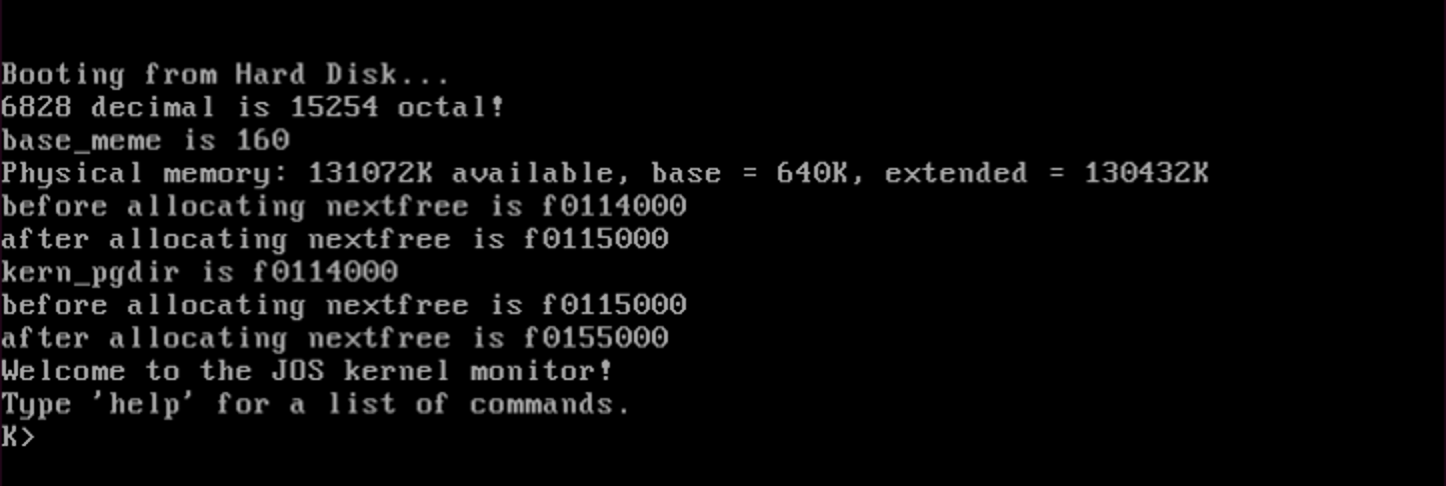 Booting from Hard Disk...
6828 decimal is 15254 octal!
base_meme is 160
Physical memory: 131072K available, base = 640K, extended = 130432K
before allocating nextfree is f0114000
after allocating nextfree is f0115000
kern_pgdir is f0114000
before allocating nextfree is f0115000
after allocating nextfree is f0155000
Welcome to the JOS kernel monitor!
Type 'help' for a list of commands.
K>